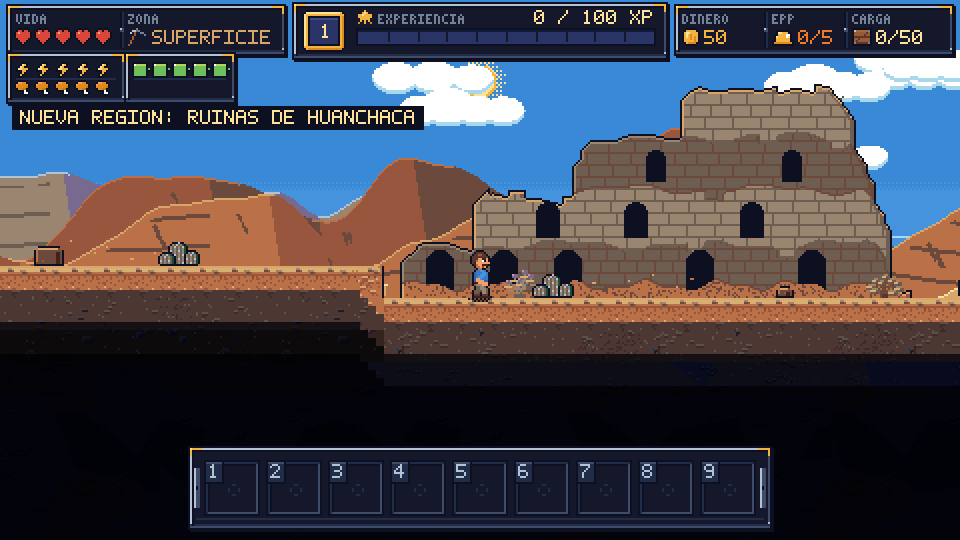 VIDA
ZONA
SUPERFICIE
1
EXPERIENCIA
0 / 100 XP
DINERO
50
EPP
0/5
CARGA
0/50
NUEVA REGION: RUINAS DE HUANCHACA
1 2 3 4 5 6 7 8 9